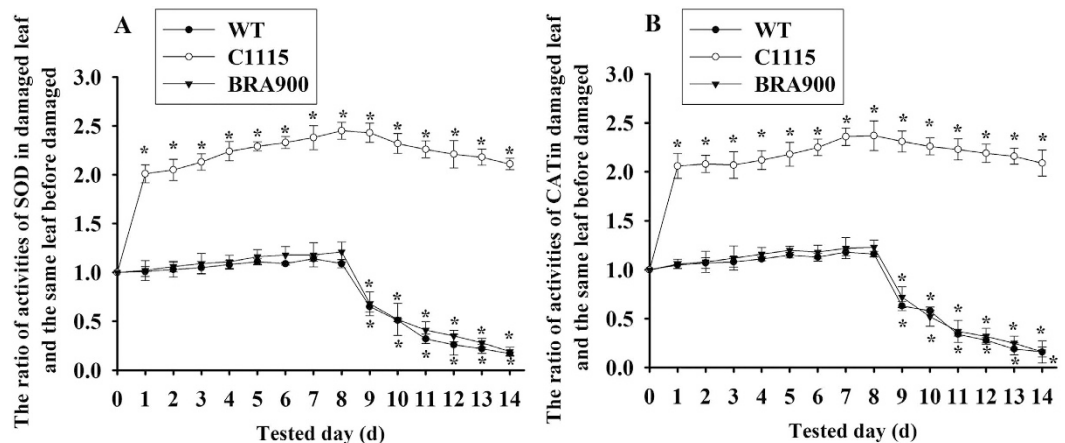 A
WT
C1115
BRA900
The ratio of activities of SOD in damaged leaf
and the same leaf before damaged
3.0
2.5
2.0
1.5
1.0
0.5
0.0
* * * * * * * * * * * * * *
* * * * * *
* * * * * *
0 1 2 3 4 5 6 7 8 9 10 11 12 13 14
Tested day (d)
B
WT
C1115
BRA900
The ratio of activities of CATin damaged leaf
and the same leaf before damaged
3.0
2.5
2.0
1.5
1.0
0.5
0.0
* * * * * * * * * * * * * *
* * * * * *
* * * * * *
0 1 2 3 4 5 6 7 8 9 10 11 12 13 14
Tested day (d)